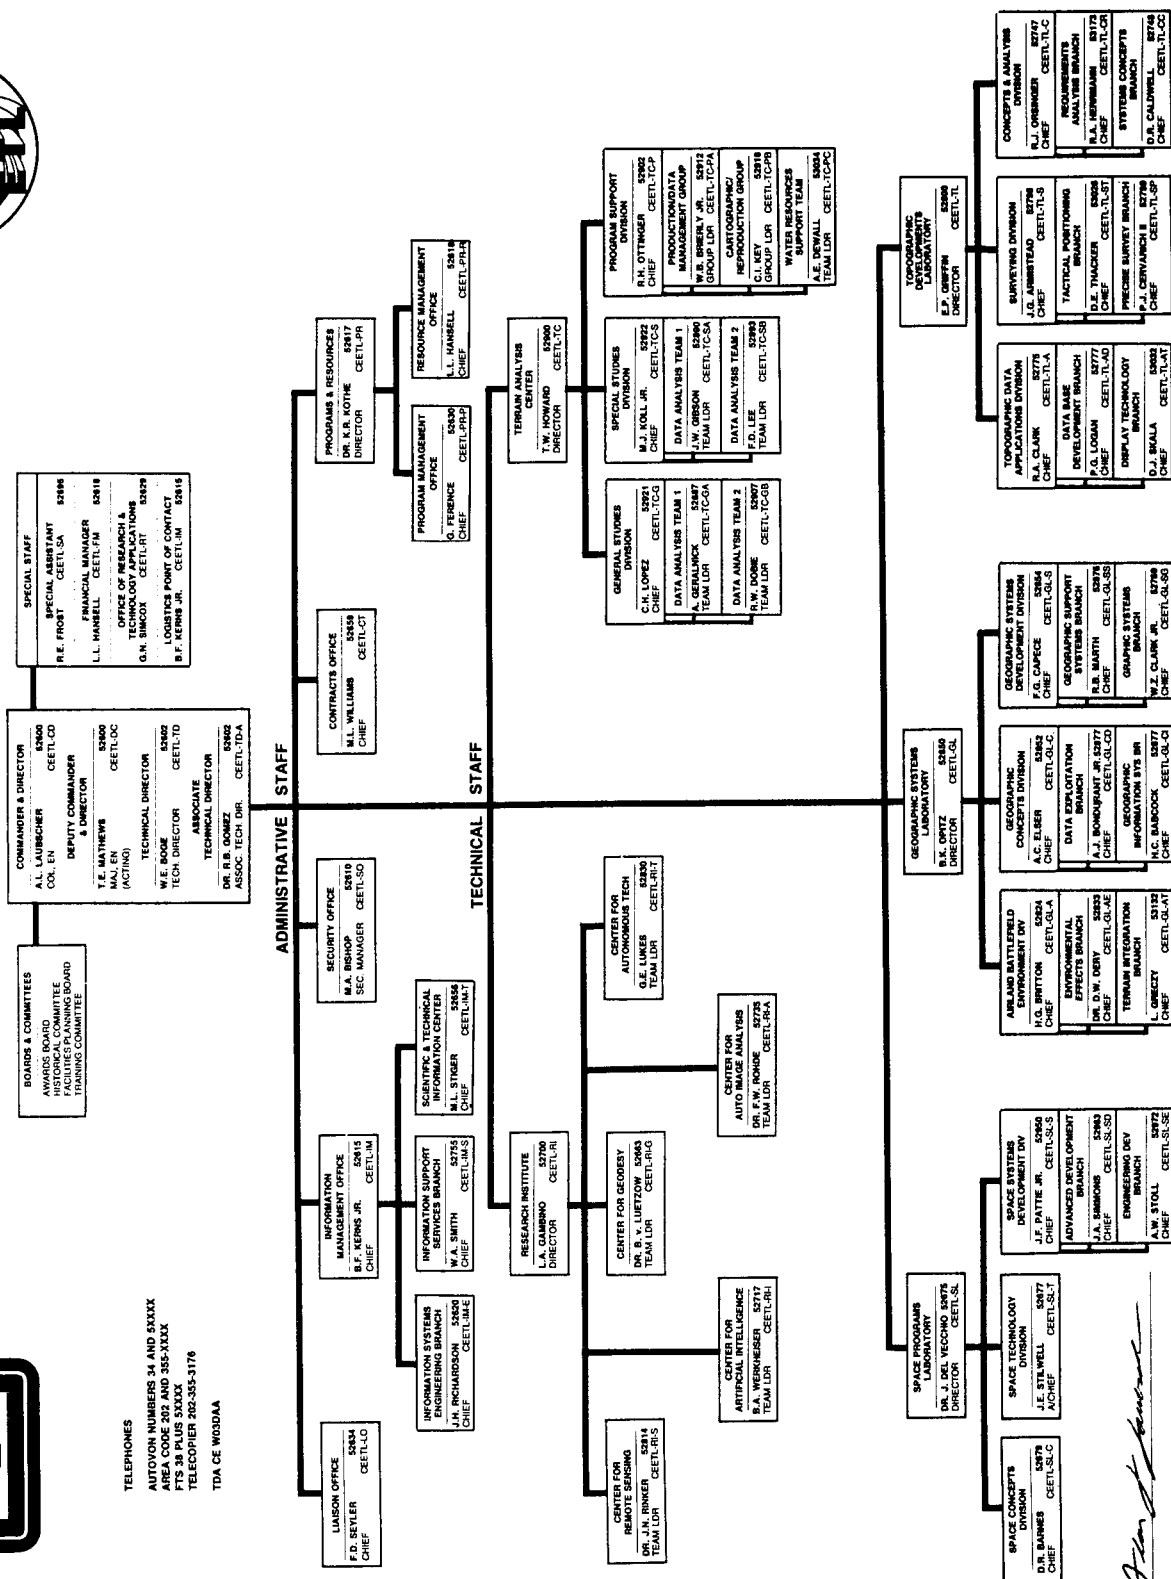 TELEPHONES
AUTOVON NUMBERS 34 AND 5XXXX
AREA CODE 202 AND 355-XXXX
FTS 38 PLUS 5XXXX
TELECOPIER 202-355-3176
TDA CE W03DAA
BOARDS & COMMITTEES
AWARDS BOARD
HISTORICAL COMMITTEE
FACILITIES PLANNING BOARD
TRAINING COMMITTEE
COMMANDER & DIRECTOR
A.L. LAUBSCHER 52600
COL, EN CEETL-CD
DEPUTY COMMANDER
& DIRECTOR
T.E. MATHEWS 52600
MAJ, EN CEETL-DC
(ACTING)
TECHNICAL DIRECTOR
W.E. BOGE 52602
TECH. DIRECTOR CEETL-TD
ASSOCIATE
TECHNICAL DIRECTOR
DR. R.B. GOMEZ 52602
ASSOC. TECH. DIR. CEETL-TD-A
SPECIAL STAFF
SPECIAL ASSISTANT
R.E. FROST CEETL-SA 52696
FINANCIAL MANAGER
L.L. HANSELL CEETL-FM 52618
OFFICE OF RESEARCH &
TECHNOLOGY APPLICATIONS
G.N. SIMCOX CEETL-RT 52629
LOGISTICS POINT OF CONTACT
B.F. KERNS JR. CEETL-IM 52615
ADMINISTRATIVE STAFF
LIAISON OFFICE
F.D. SEYLER 52634
CHIEF CEETL-LO
INFORMATION
MANAGEMENT OFFICE
B.F. KERNS JR. 52615
CHIEF CEETL-IM
SECURITY OFFICE
M.A. BISHOP 52610
SEC. MANAGER CEETL-SO
CONTRACTS OFFICE
M.L. WILLIAMS 52659
CHIEF CEETL-CT
PROGRAMS & RESOURCES
DR. K.R. KOTHE 52617
DIRECTOR CEETL-PR
INFORMATION SYSTEMS
ENGINEERING BRANCH
J.H. RICHARDSON 52620
CHIEF CEETL-IM-E
INFORMATION SUPPORT
SERVICES BRANCH
W.A. SMITH 52755
CHIEF CEETL-IM-S
SCIENTIFIC & TECHNICAL
INFORMATION CENTER
M.L. STIGER 52656
CHIEF CEETL-IM-T
PROGRAM MANAGEMENT
OFFICE
G. FERENCE 52630
CHIEF CEETL-PR-P
RESOURCE MANAGEMENT
OFFICE
L.L. HANSELL 52618
CHIEF CEETL-PR-R
TECHNICAL STAFF
RESEARCH INSTITUTE
L.A. GAMBINO 52700
DIRECTOR CEETL-RI
TERRAIN ANALYSIS
CENTER
T.W. HOWARD 52900
DIRECTOR CEETL-TC
CENTER FOR
REMOTE SENSING
DR. J.N. RINKER 52814
TEAM LDR CEETL-RI-S
CENTER FOR GEODESY
DR. B. v. LUETZOW 52663
TEAM LDR CEETL-RI-G
CENTER FOR
AUTONOMOUS TECH
G.E. LUKES 52830
TEAM LDR CEETL-RI-T
CENTER FOR
ARTIFICIAL INTELLIGENCE
B.A. WERKHEISER 52717
TEAM LDR CEETL-RI-I
CENTER FOR
AUTO IMAGE ANALYSIS
DR. F.W. ROHDE 52735
TEAM LDR CEETL-RI-A
GENERAL STUDIES
DIVISION
C.H. LOPEZ 52921
CHIEF CEETL-TC-G
DATA ANALYSIS TEAM 1
A. GERALNICK 52887
TEAM LDR CEETL-TC-GA
DATA ANALYSIS TEAM 2
R.W. DOBIE 52907
TEAM LDR CEETL-TC-GB
SPECIAL STUDIES
DIVISION
M.J. KOLL JR. 52922
CHIEF CEETL-TC-S
DATA ANALYSIS TEAM 1
J.W. GIBSON 52890
TEAM LDR CEETL-TC-SA
DATA ANALYSIS TEAM 2
F.D. LEE 52893
TEAM LDR CEETL-TC-SB
PROGRAM SUPPORT
DIVISION
R.H. OTTINGER 52902
CHIEF CEETL-TC-P
PRODUCTION/DATA
MANAGEMENT GROUP
W.B. BRIERLY JR. 52912
GROUP LDR CEETL-TC-PA
CARTOGRAPHIC/
REPRODUCTION GROUP
C.I. KEY 52918
GROUP LDR CEETL-TC-PB
WATER RESOURCES
SUPPORT TEAM
A.E. DEWALL 53034
TEAM LDR CEETL-TC-PC
SPACE PROGRAMS
LABORATORY
DR. J. DEL VECCHIO 52675
DIRECTOR CEETL-SL
GEOGRAPHIC SYSTEMS
LABORATORY
B.K. OPITZ 52650
DIRECTOR CEETL-GL
TOPOGRAPHIC
DEVELOPMENTS
LABORATORY
E.P. GRIFFIN 52800
DIRECTOR CEETL-TL
SPACE CONCEPTS
DIVISION
D.R. BARNES 52678
CHIEF CEETL-SL-C
SPACE TECHNOLOGY
DIVISION
J.E. STILWELL 52677
A/CHIEF CEETL-SL-T
SPACE SYSTEMS
DEVELOPMENT DIV
J.F. PATTIE JR. 52950
CHIEF CEETL-SL-S
ADVANCED DEVELOPMENT
BRANCH
J.A. SIMMONS 52963
CHIEF CEETL-SL-SD
ENGINEERING DEV
BRANCH
A.W. STOLL 52972
CHIEF CEETL-SL-SE
AIRLAND BATTLEFIELD
ENVIRONMENT DIV
H.G. BRITTON 52824
CHIEF CEETL-GL-A
ENVIRONMENTAL
EFFECTS BRANCH
DR. D.W. DERY 52833
CHIEF CEETL-GL-AE
TERRAIN INTEGRATION
BRANCH
L. GRECZY 53132
CHIEF CEETL-GL-AT
GEOGRAPHIC
CONCEPTS DIVISION
A.C. ELSER 52852
CHIEF CEETL-GL-C
DATA EXPLOITATION
BRANCH
A.J. BONDURANT JR. 52877
CHIEF CEETL-GL-CD
GEOGRAPHIC
INFORMATION SYS BR
H.C. BABCOCK 52877
CHIEF CEETL-GL-CI
GEOGRAPHIC SYSTEMS
DEVELOPMENT DIVISION
F.G. CAPECE 52854
CHIEF CEETL-GL-S
GEOGRAPHIC SUPPORT
SYSTEMS BRANCH
R.B. MARTH 52876
CHIEF CEETL-GL-SS
GRAPHIC SYSTEMS
BRANCH
W.Z. CLARK JR. 52789
CHIEF CEETL-GL-SG
TOPOGRAPHIC DATA
APPLICATIONS DIVISION
R.A. CLARK 52775
CHIEF CEETL-TL-A
DATA BASE
DEVELOPMENT BRANCH
P.G. LOGAN 52777
CHIEF CEETL-TL-AD
DISPLAY TECHNOLOGY
BRANCH
D.J. SKALA 53032
CHIEF CEETL-TL-AT
SURVEYING DIVISION
J.G. ARMISTEAD 52798
CHIEF CEETL-TL-S
TACTICAL POSITIONING
BRANCH
D.E. THACKER 53026
CHIEF CEETL-TL-ST
PRECISE SURVEY BRANCH
P.J. CERVARICH II 52799
CHIEF CEETL-TL-SP
CONCEPTS & ANALYSIS
DIVISION
R.J. ORSINGER 52747
CHIEF CEETL-TL-C
REQUIREMENTS
ANALYSIS BRANCH
R.A. HERRMANN 53173
CHIEF CEETL-TL-CR
SYSTEMS CONCEPTS
BRANCH
D.R. CALDWELL 52748
CHIEF CEETL-TL-CC